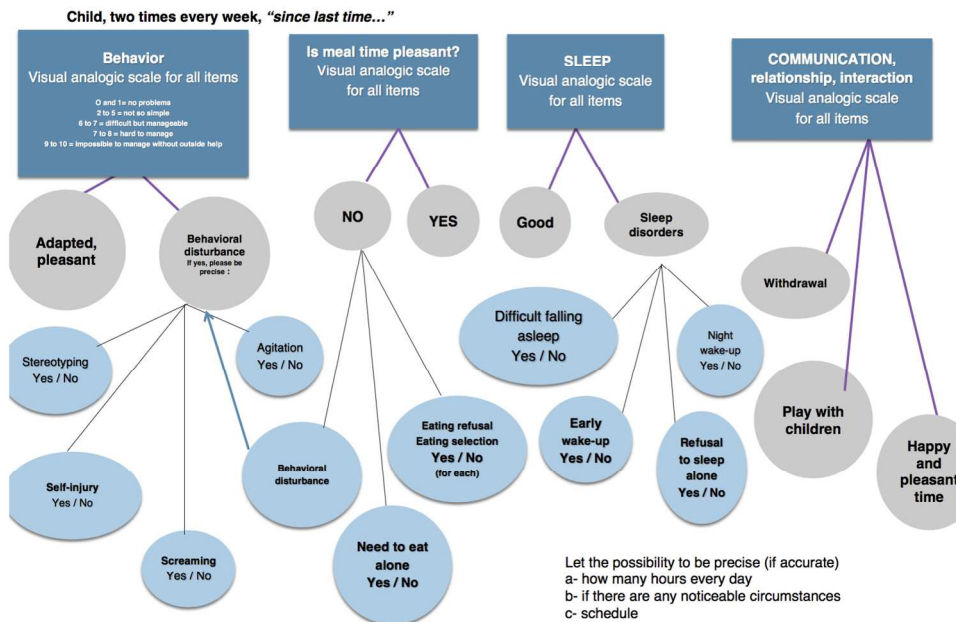 Child, two times every week, “since last time…”
Behavior
Visual analogic scale for all items
O and 1= no problems
2 to 5 = not so simple
6 to 7 = difficult but manageable
7 to 8 = hard to manage
9 to 10 = impossible to manage without outside help
Is meal time pleasant?
Visual analogic scale
for all items
SLEEP
Visual analogic scale
for all items
COMMUNICATION,
relationship, interaction
Visual analogic scale
for all items
Adapted,
pleasant
Behavioral
disturbance
If yes, please be
precise :
NO
YES
Good
Sleep
disorders
Withdrawal
Play with
children
Happy
and
pleasant
time
Stereotyping
Yes / No
Agitation
Yes / No
Self-injury
Yes / No
Screaming
Yes / No
Behavioral
disturbance
Eating refusal
Eating selection
Yes / No
(for each)
Need to eat
alone
Yes / No
Difficult falling
asleep
Yes / No
Night
wake-up
Yes / No
Early
wake-up
Yes / No
Refusal
to sleep
alone
Yes / No
Let the possibility to be precise (if accurate)
a- how many hours every day
b- if there are any noticeable circumstances
c- schedule